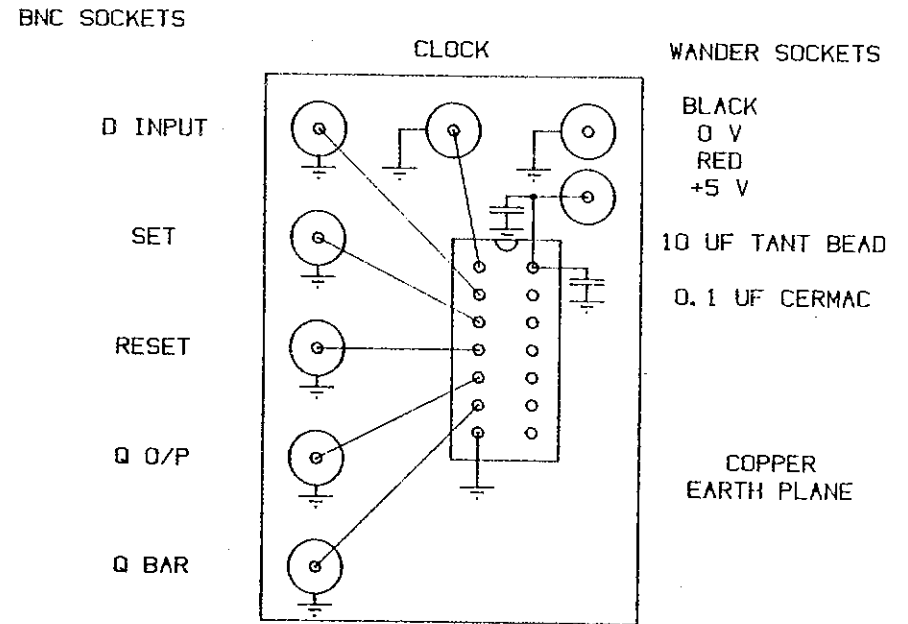 BNC SOCKETS
CLOCK
WANDER SOCKETS
D INPUT
BLACK
0 V
RED
+5 V
SET
10 UF TANT BEAD
0.1 UF CERMAC
RESET
Q O/P
COPPER
EARTH PLANE
Q BAR